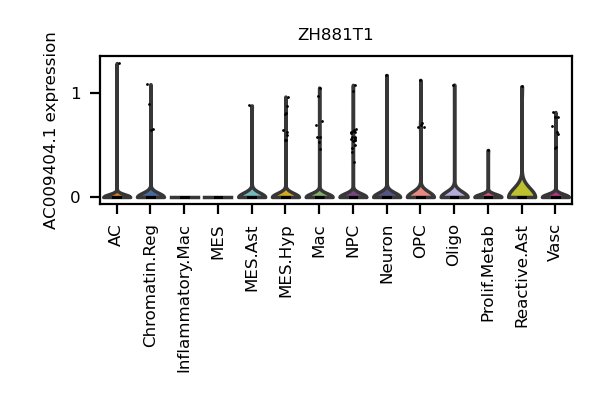 ZH881T1
AC009404.1 expression
1
0
AC
Chromatin.Reg
Inflammatory.Mac
MES
MES.Ast
MES.Hyp
Mac
NPC
Neuron
OPC
Oligo
Prolif.Metab
Reactive.Ast
Vasc